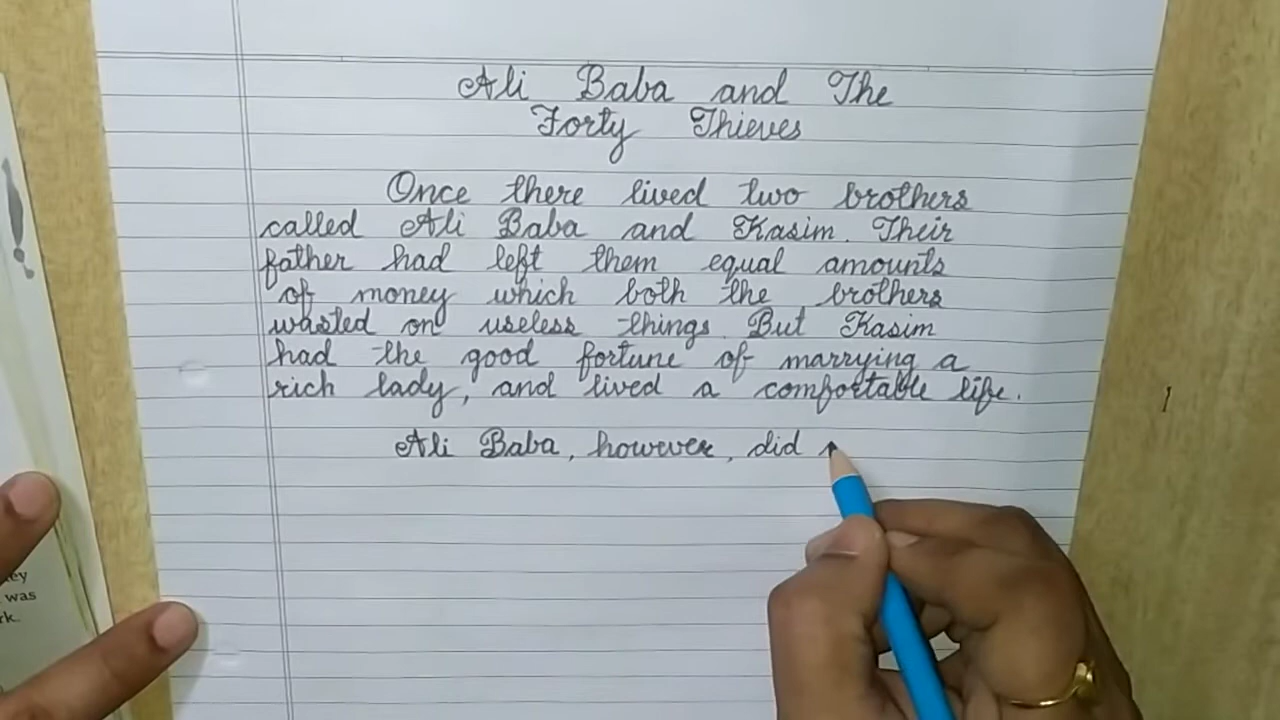 Ali Baba and The
Forty Thieves
Once there lived two brothers
called Ali Baba and Kasim. Their
father had left them equal amounts
of money which both the brothers
wasted on useless things. But Kasim
had the good fortune of marrying a
rich lady, and lived a comfortable life.
Ali Baba, however, did
was